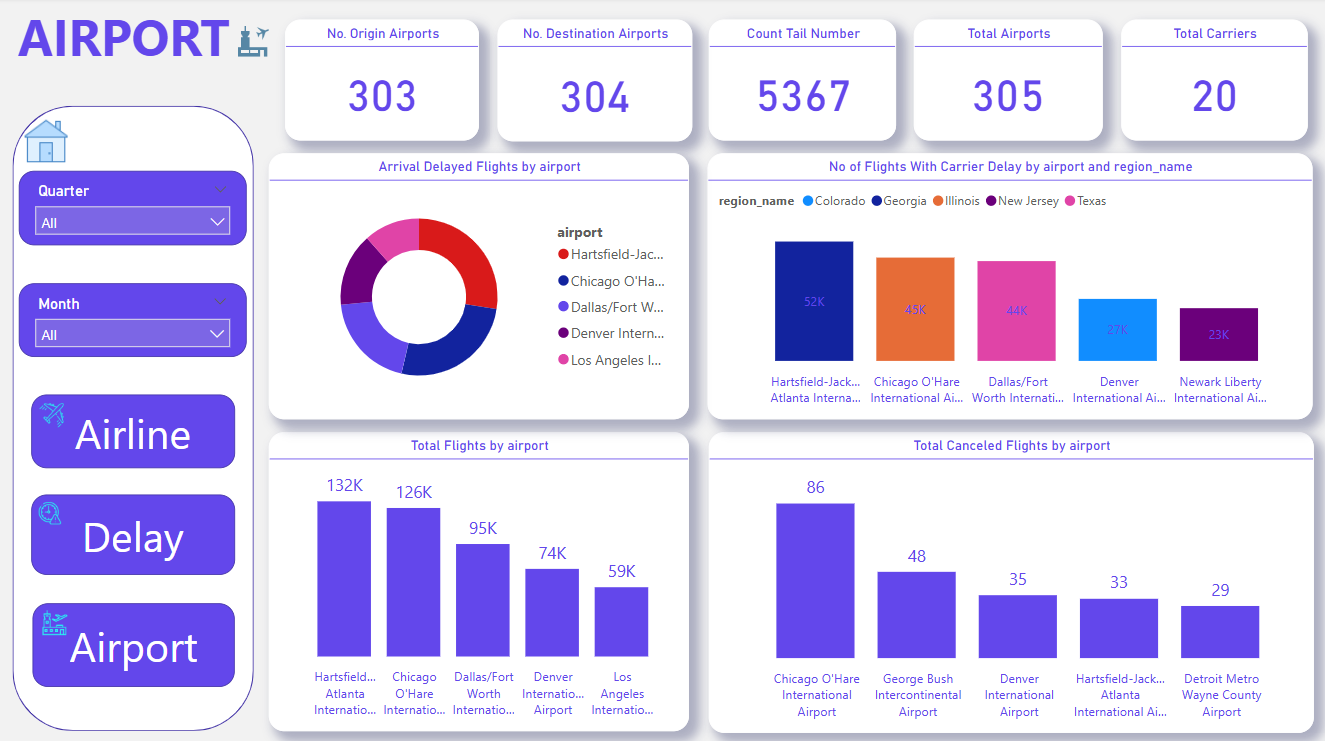 AIRPORT
No. Origin Airports
303
No. Destination Airports
304
Count Tail Number
5367
Total Airports
305
Total Carriers
20
Quarter
All
Month
All
Airline
Delay
Airport
Arrival Delayed Flights by airport
airport
Hartsfield-Jac...
Chicago O'Ha...
Dallas/Fort W...
Denver Intern...
Los Angeles I...
No of Flights With Carrier Delay by airport and region_name
region_name Colorado Georgia Illinois New Jersey Texas
52K
45K
44K
27K
23K
Hartsfield-Jack...
Atlanta Interna...
Chicago O'Hare
International Ai...
Dallas/Fort
Worth Internati...
Denver
International Ai...
Newark Liberty
International Ai...
Total Flights by airport
132K
126K
95K
74K
59K
Hartsfield...
Atlanta
Internatio...
Chicago
O'Hare
Internatio...
Dallas/Fort
Worth
Internatio...
Denver
Internatio...
Airport
Los
Angeles
Internatio...
Total Canceled Flights by airport
86
48
35
33
29
Chicago O'Hare
International
Airport
George Bush
Intercontinental
Airport
Denver
International
Airport
Hartsfield-Jack...
Atlanta
International Ai...
Detroit Metro
Wayne County
Airport